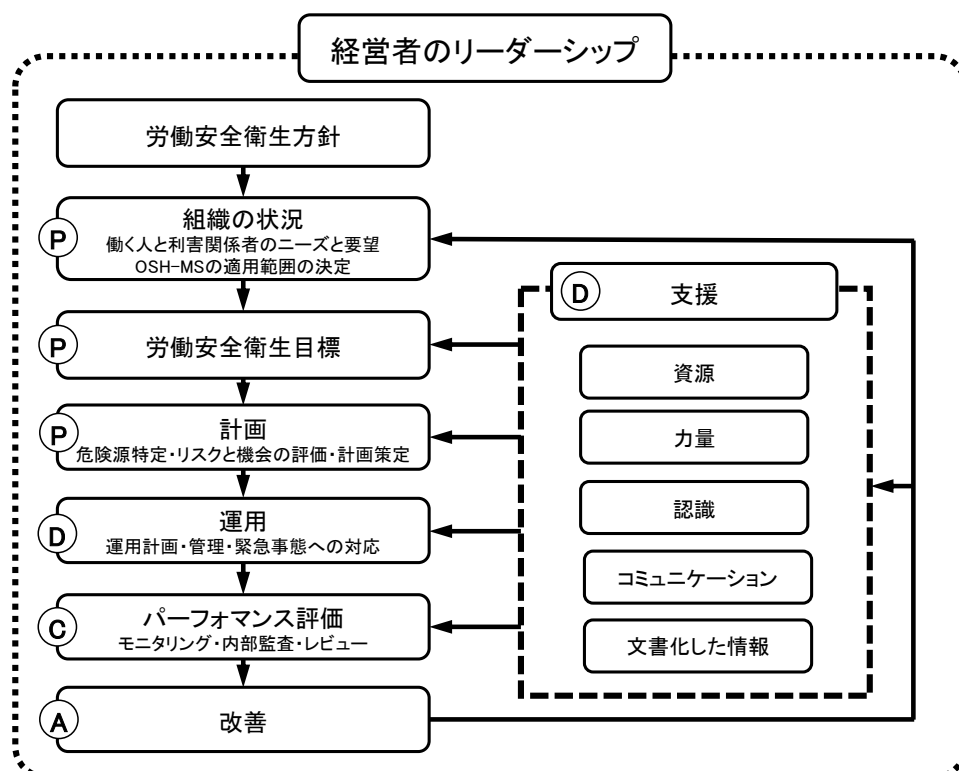 経営者のリーダーシップ
労働安全衛生方針
P
組織の状況
働く人と利害関係者のニーズと要望
OSH-MSの適用範囲の決定
P
労働安全衛生目標
P
計画
危険源特定・リスクと機会の評価・計画策定
D
運用
運用計画・管理・緊急事態への対応
C
パーフォマンス評価
モニタリング・内部監査・レビュー
A
改善
D
支援
資源
力量
認識
コミュニケーション
文書化した情報